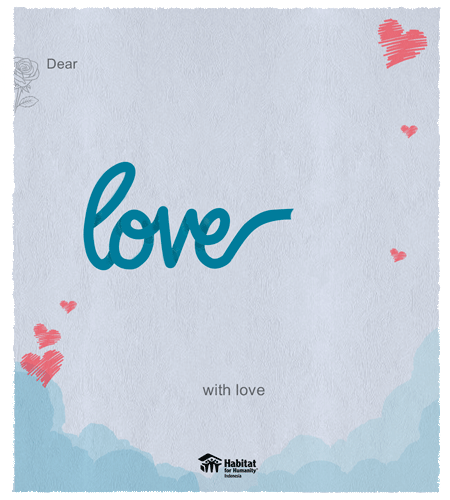 Dear
love
with love
Habitat
for Humanity®
Indonesia